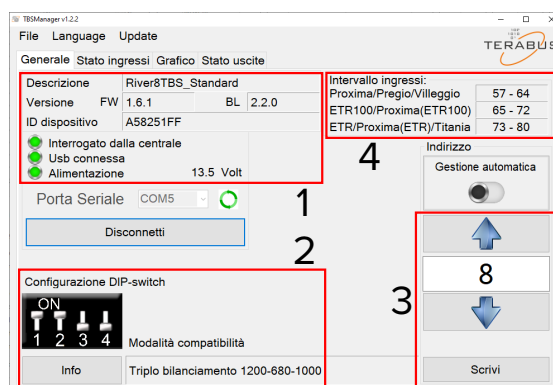 TBSManager v1.2.2
File Language Update
TERABUS
Generale Stato ingressi Grafico Stato uscite
Descrizione River8TBS_Standard
Versione FW 1.6.1 BL 2.2.0
ID dispositivo A58251FF
Interrogato dalla centrale
Usb connessa
Alimentazione 13.5 Volt
1
Intervallo ingressi:
Proxima/Pregio/Villeggio 57 - 64
ETR100/Proxima(ETR100) 65 - 72
ETR/Proxima(ETR)/Titania 73 - 80
4
Porta Seriale COM5
Disconnetti
2
Indirizzo
Gestione automatica
8
3
Scrivi
Configurazione DIP-switch
ON
1 2 3 4
Modalità compatibilità
Info Triplo bilanciamento 1200-680-1000